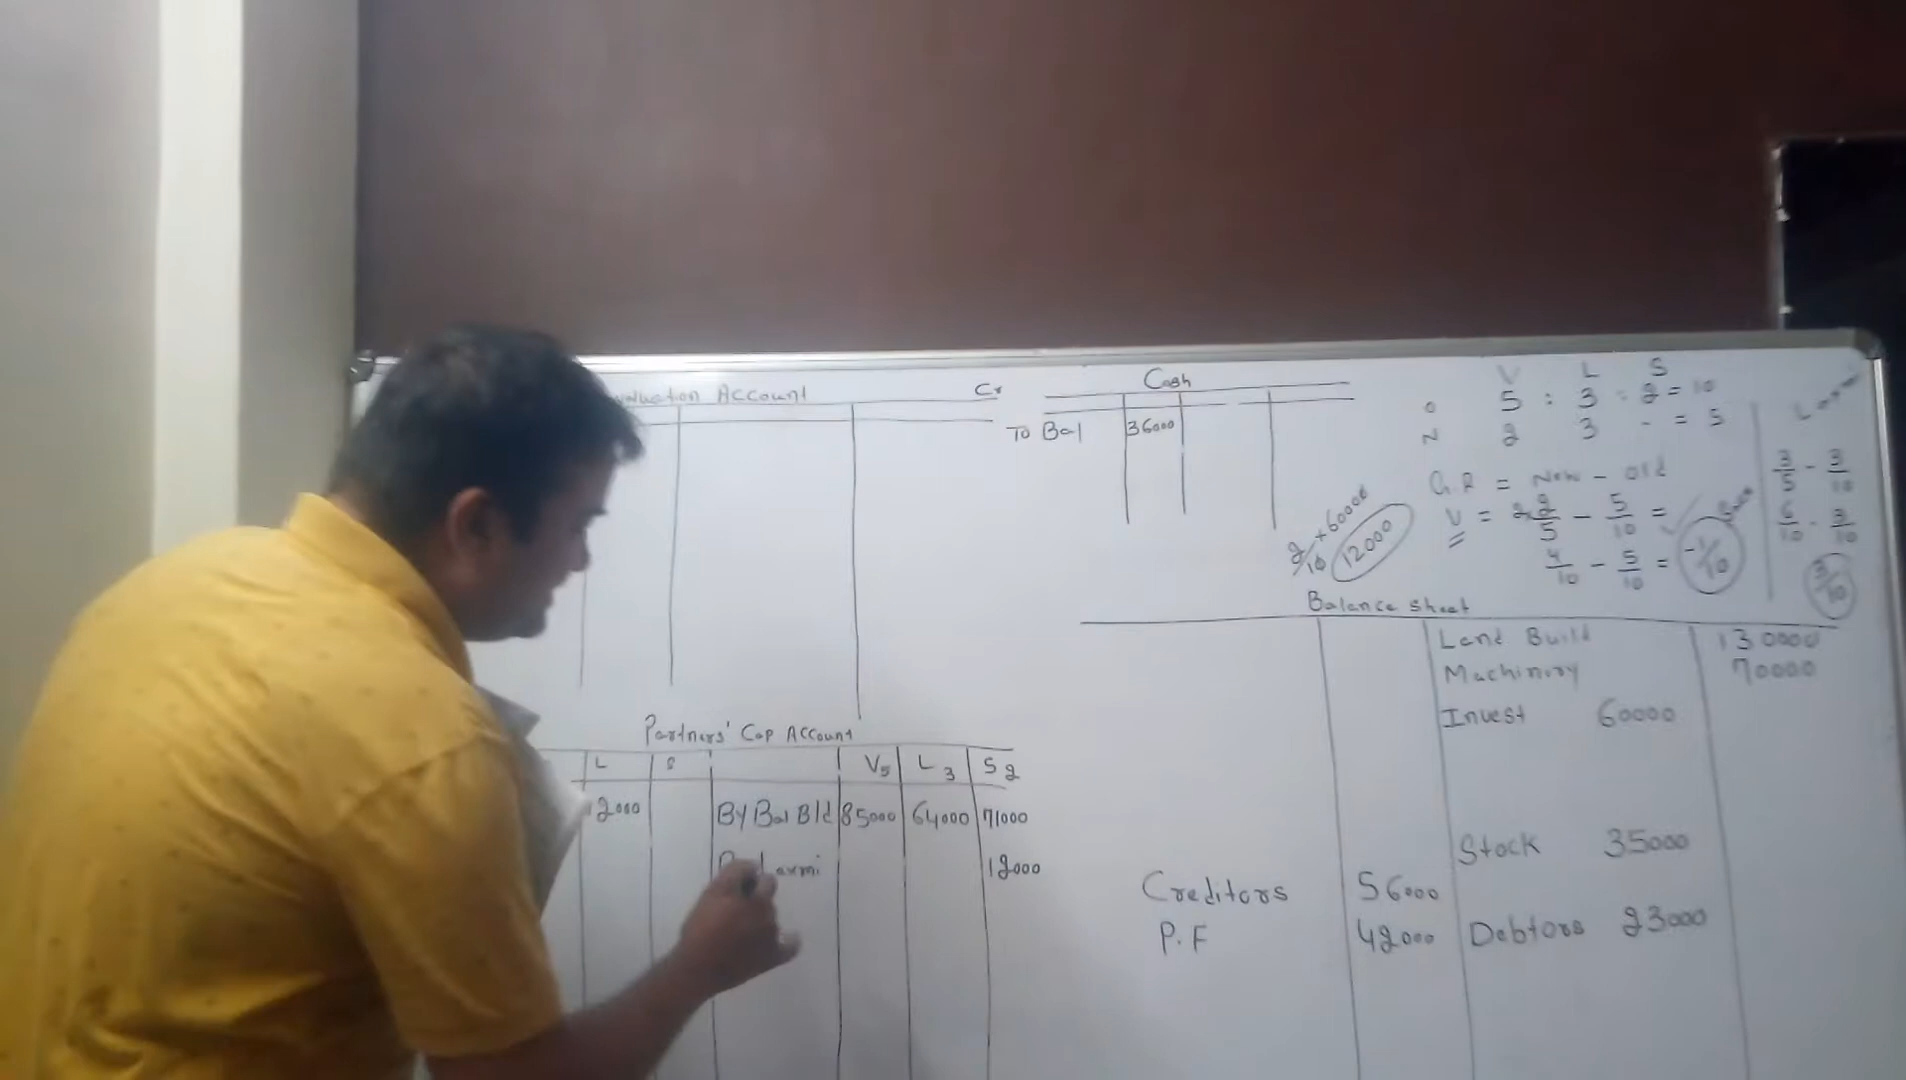 Account Cr
Cash
To Bal 36000
V L S
O 5 : 3 : 2 = 10
N 2 3 - = 5
G.R = New - old
V = 2x2/5 - 5/10 =
4/10 - 5/10 = -1/10
3/5 - 3/10
6/10 - 3/10
3/10
2/10 x 60000
12000
Balance sheet
Land Build 130000
Machinery 70000
Invest 60000
Stock 35000
Creditors 56000
P.F 42000 Debtors 23000
Partners' Cap Account
L S V5 L3 S2
12000 By Bal B/d 85000 64000 71000
12000